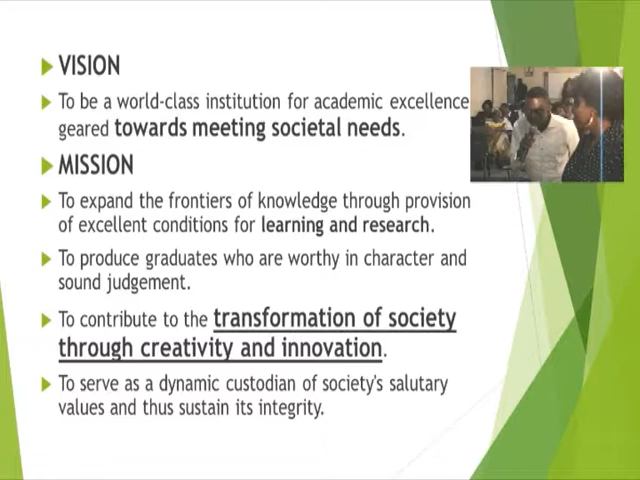 VISION
To be a world-class institution for academic excellence
geared towards meeting societal needs.
MISSION
To expand the frontiers of knowledge through provision
of excellent conditions for learning and research.
To produce graduates who are worthy in character and
sound judgement.
To contribute to the transformation of society
through creativity and innovation.
To serve as a dynamic custodian of society's salutary
values and thus sustain its integrity.